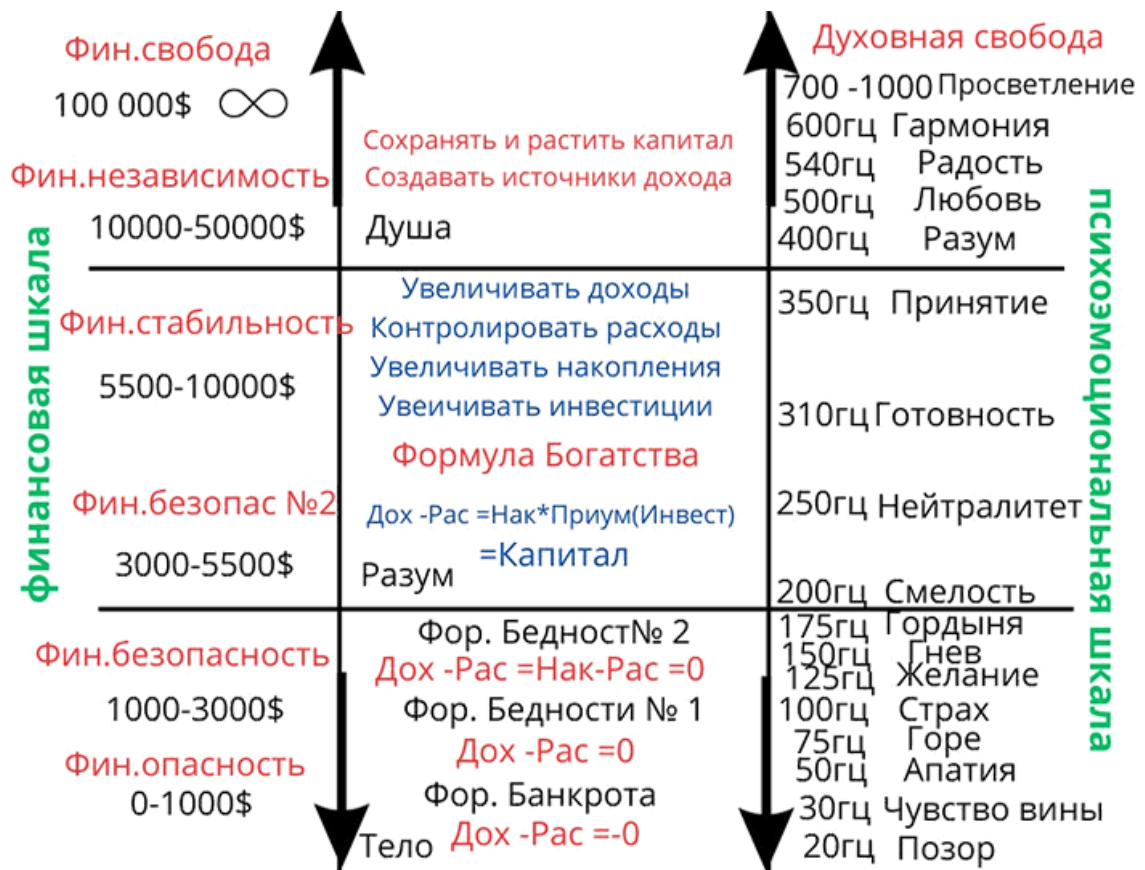 Фин.свобода
100 000$ ∞
Фин.независимость
10000-50000$
финансовая шкала
Фин.стабильность
5500-10000$
Фин.безопас №2
3000-5500$
Фин.безопасность
1000-3000$
Фин.опасность
0-1000$
Сохранять и растить капитал
Создавать источники дохода
Душа
Увеличивать доходы
Контролировать расходы
Увеличивать накопления
Увеичивать инвестиции
Формула Богатства
Дох -Рас =Нак*Приум(Инвест)
=Капитал
Разум
Фор. Бедност№ 2
Дох -Рас =Нак-Рас =0
Фор. Бедности № 1
Дох -Рас =0
Фор. Банкрота
Дох -Рас =-0
Тело
Духовная свобода
700 -1000 Просветление
600гц Гармония
540гц Радость
500гц Любовь
400гц Разум
350гц Принятие
310гц Готовность
250гц Нейтралитет
200гц Смелость
175гц Гордыня
150гц Гнев
125гц Желание
100гц Страх
75гц Горе
50гц Апатия
30гц Чувство вины
20гц Позор
психоэмоциональная шкала